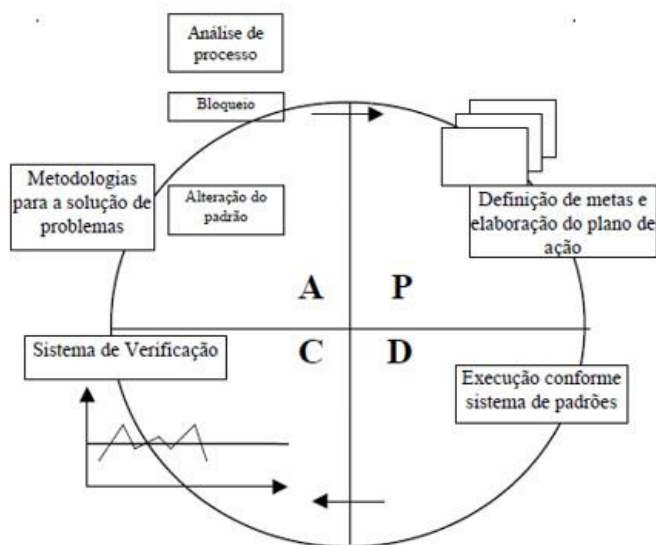 Análise de
processo
Bloqueio
Metodologias
para a solução de
problemas
Alteração do
padrão
Definição de metas e
elaboração do plano de
ação
A
P
C
D
Sistema de Verificação
Execução conforme
sistema de padrões